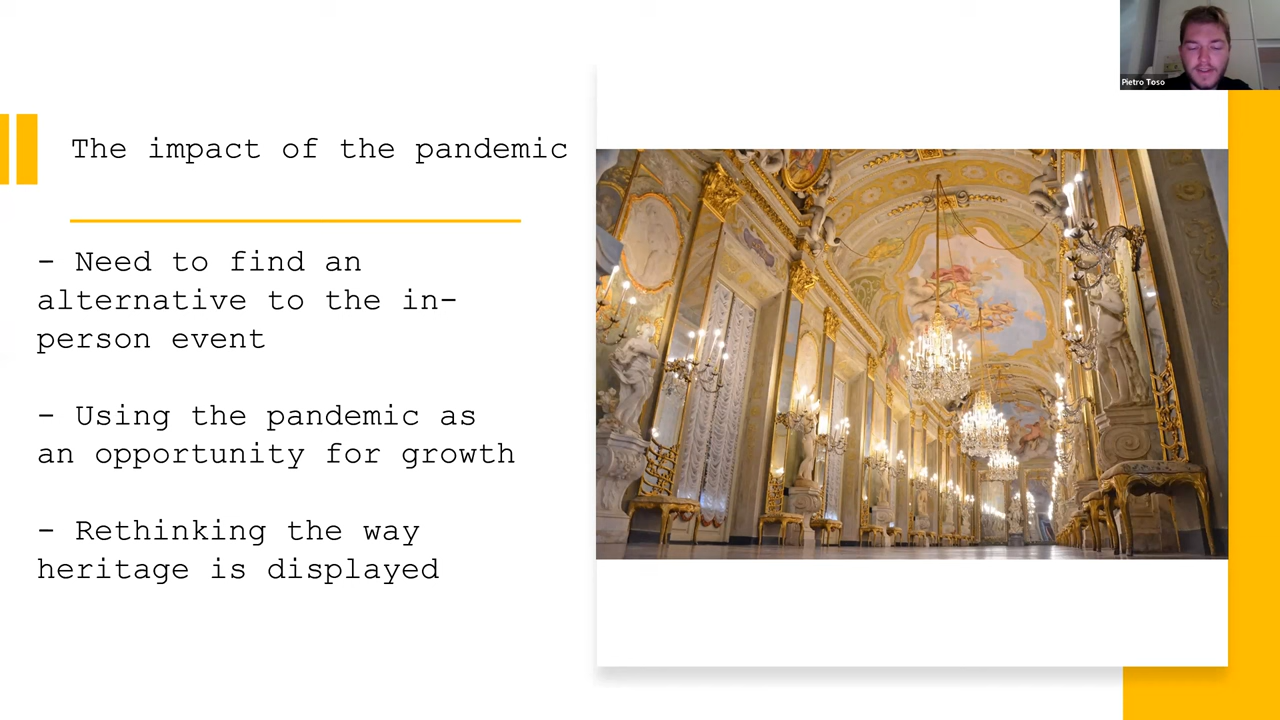 Pietro Toso
The impact of the pandemic
- Need to find an
alternative to the in-
person event
- Using the pandemic as
an opportunity for growth
- Rethinking the way
heritage is displayed